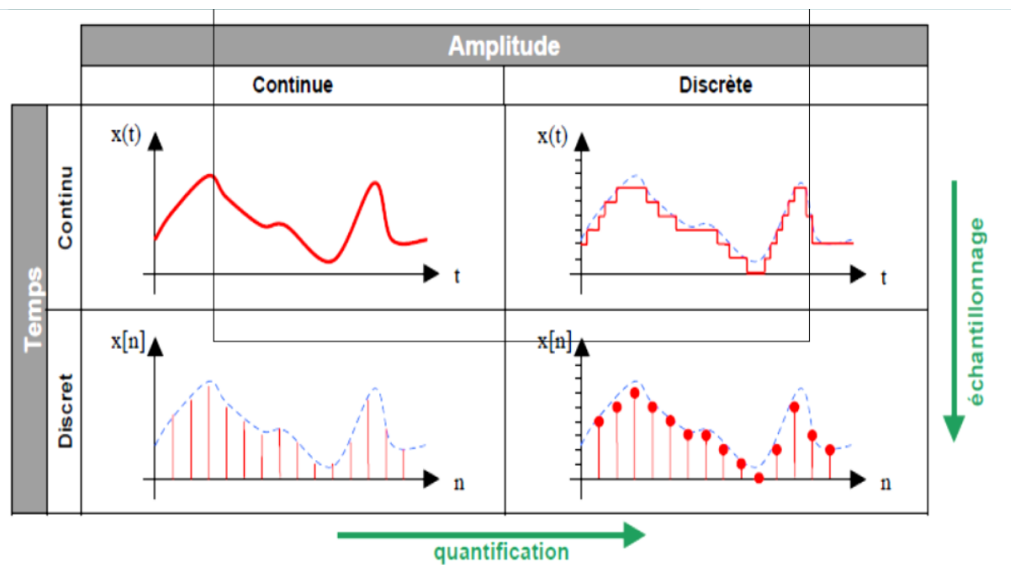 Amplitude
Continue
Discrète
Temps
Continu
x(t)
t
x(t)
t
échantillonnage
Discret
x[n]
n
x[n]
n
quantification